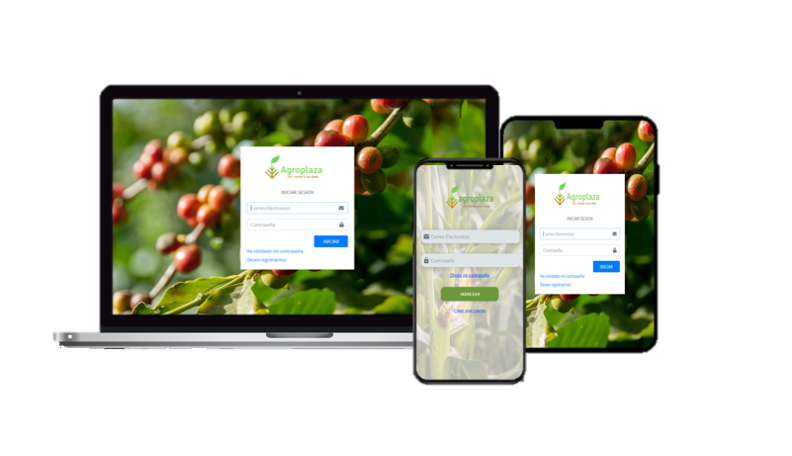 Agroplaza
INICIAR SESION
Correo Electronico
Contraseña
INICIAR
He olvidado mi contraseña
Deseo registrarme!
agroplaza
Correo Electronico
Contraseña
Olvidé mi contraseña
INGRESAR
Crear una cuenta
Agroplaza
INICIAR SESION
Correo Electronico
Contraseña
INICIAR
He olvidado mi contraseña
Deseo registrarme!